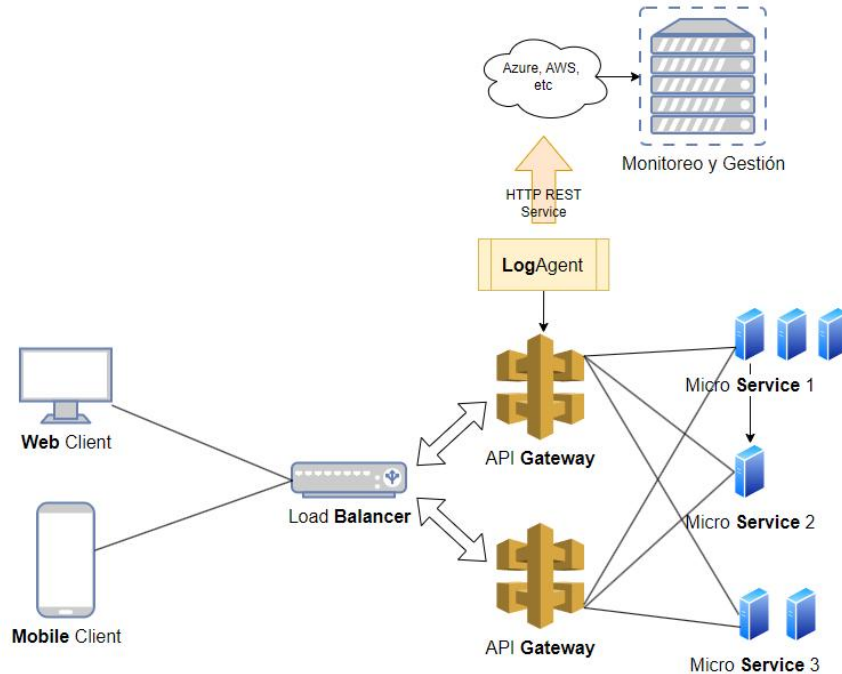 Azure, AWS,
etc
Monitoreo y Gestión
HTTP REST
Service
LogAgent
Micro Service 1
Web Client
API Gateway
Load Balancer
Micro Service 2
Mobile Client
API Gateway
Micro Service 3